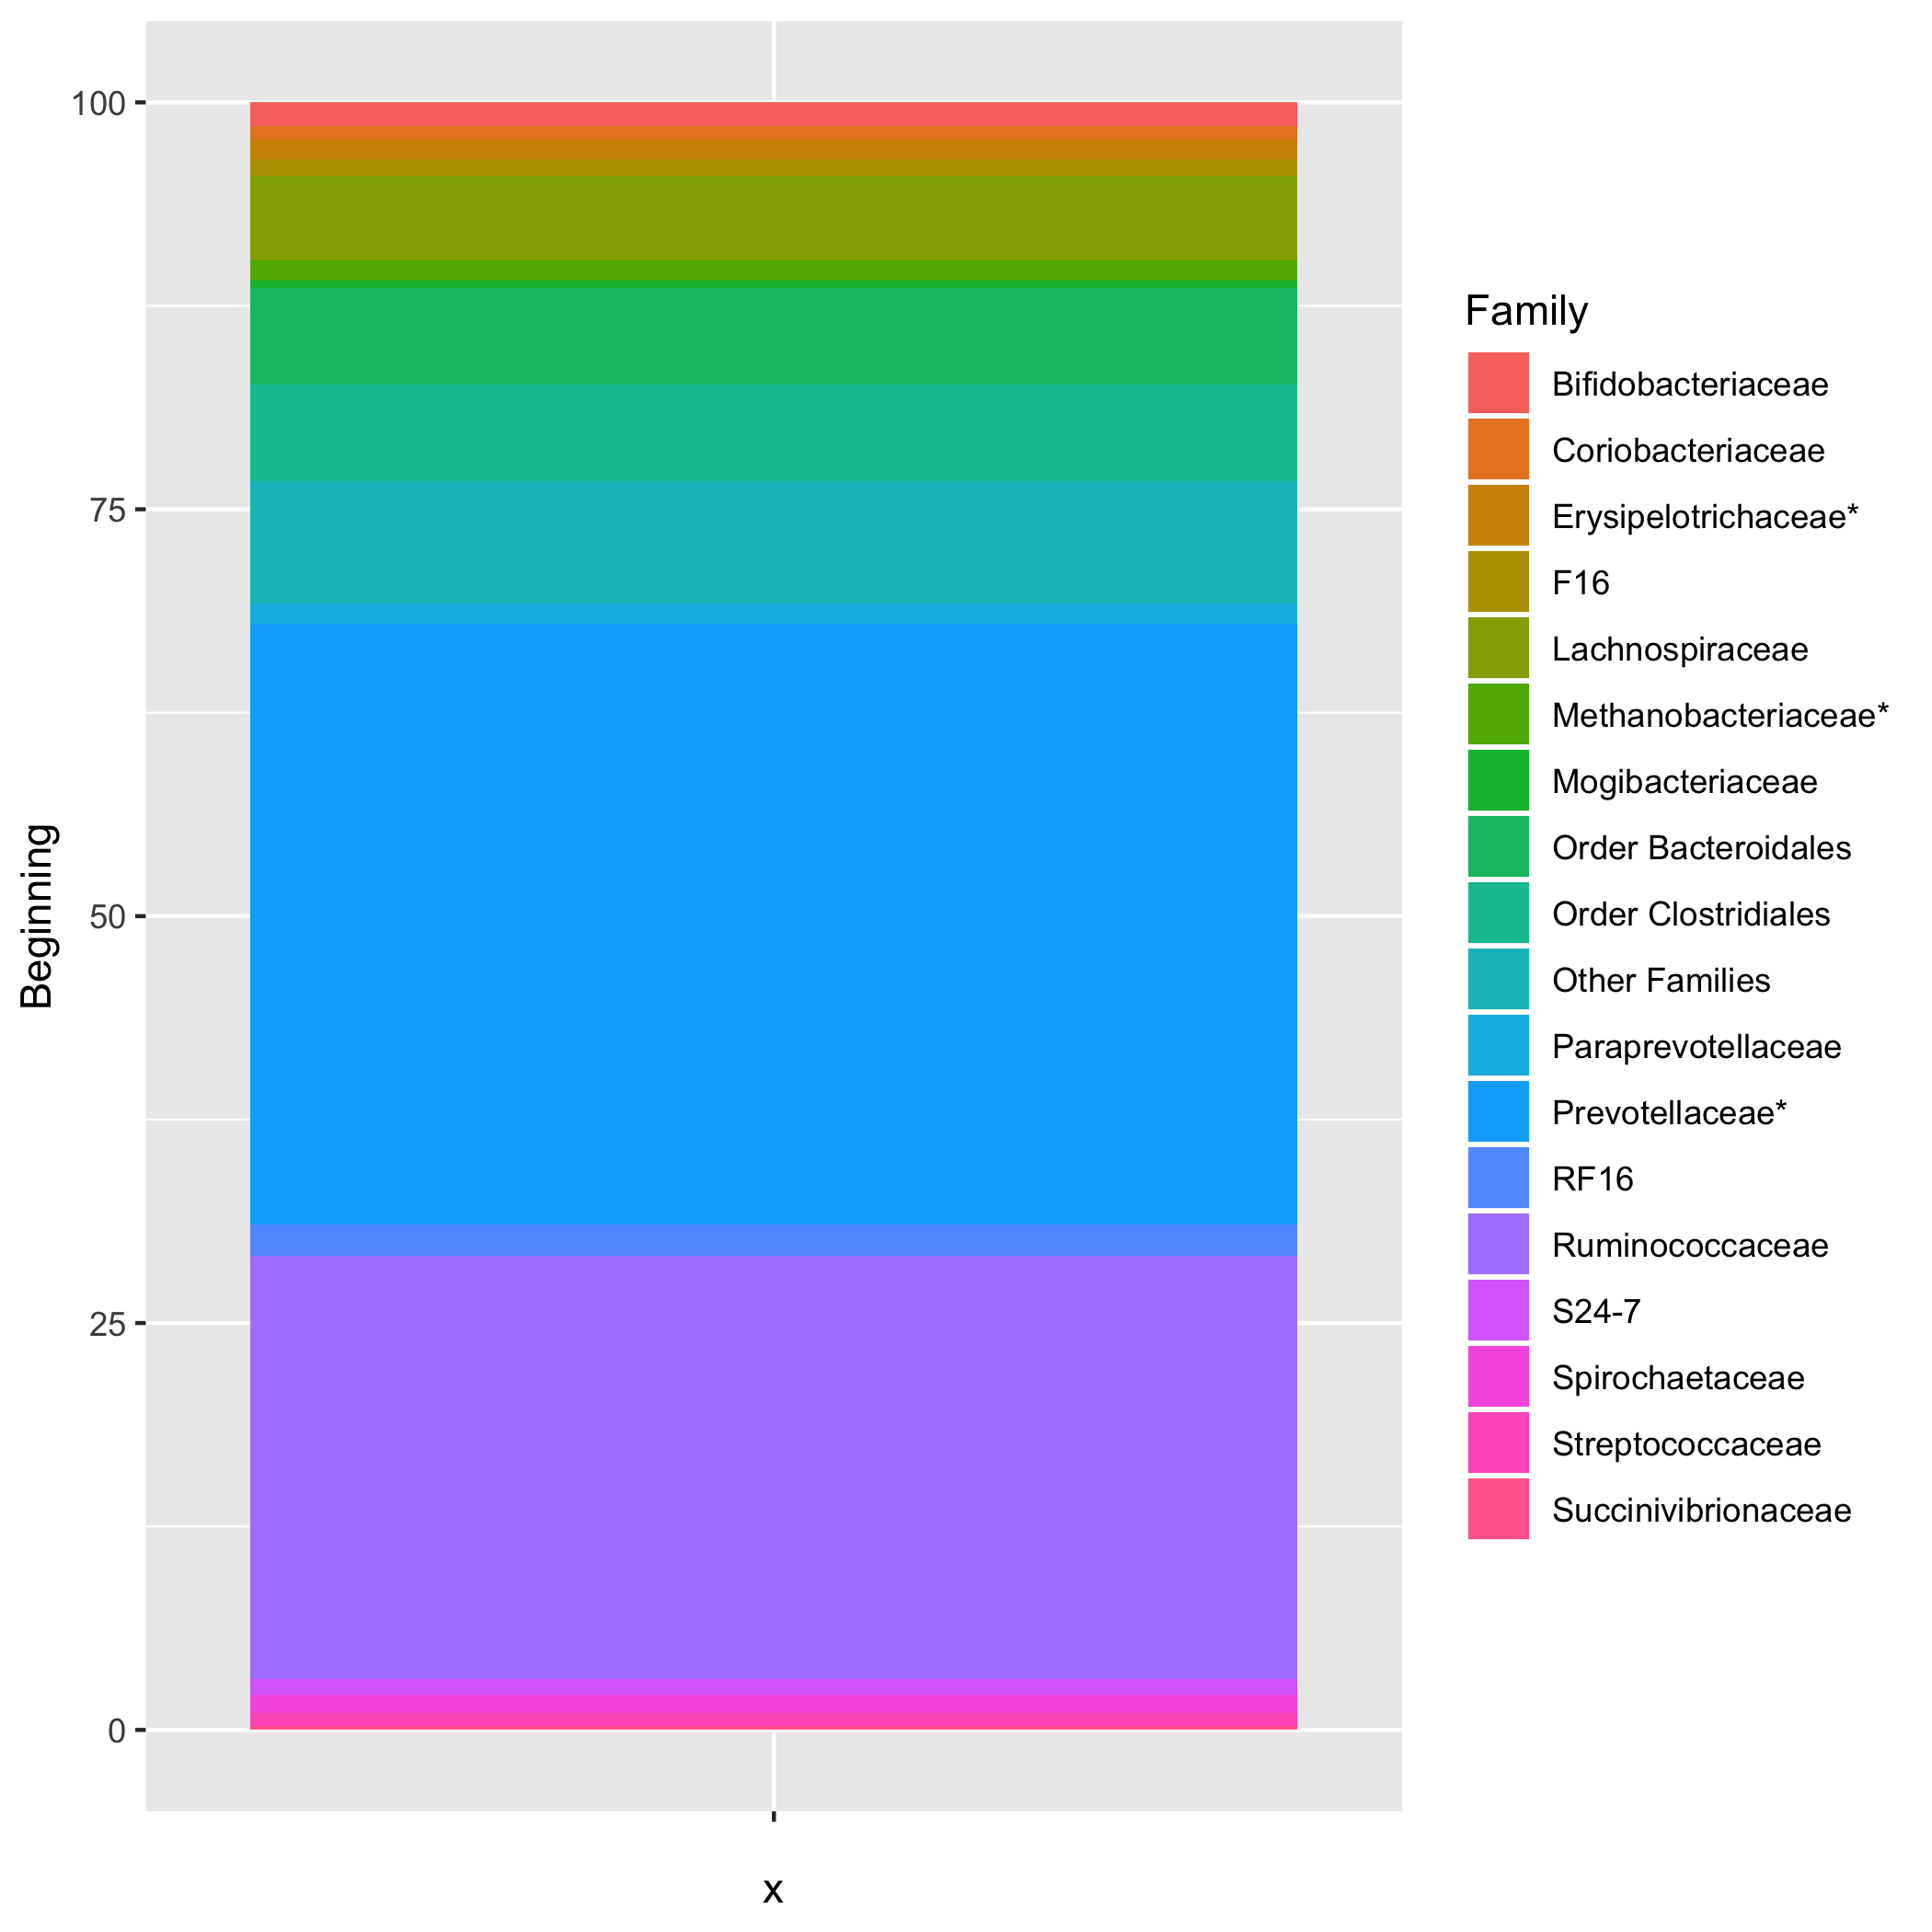 100
75
50
25
0
Beginning
x
Family
Bifidobacteriaceae
Coriobacteriaceae
Erysipelotrichaceae*
F16
Lachnospiraceae
Methanobacteriaceae*
Mogibacteriaceae
Order Bacteroidales
Order Clostridiales
Other Families
Paraprevotellaceae
Prevotellaceae*
RF16
Ruminococcaceae
S24-7
Spirochaetaceae
Streptococcaceae
Succinivibrionaceae